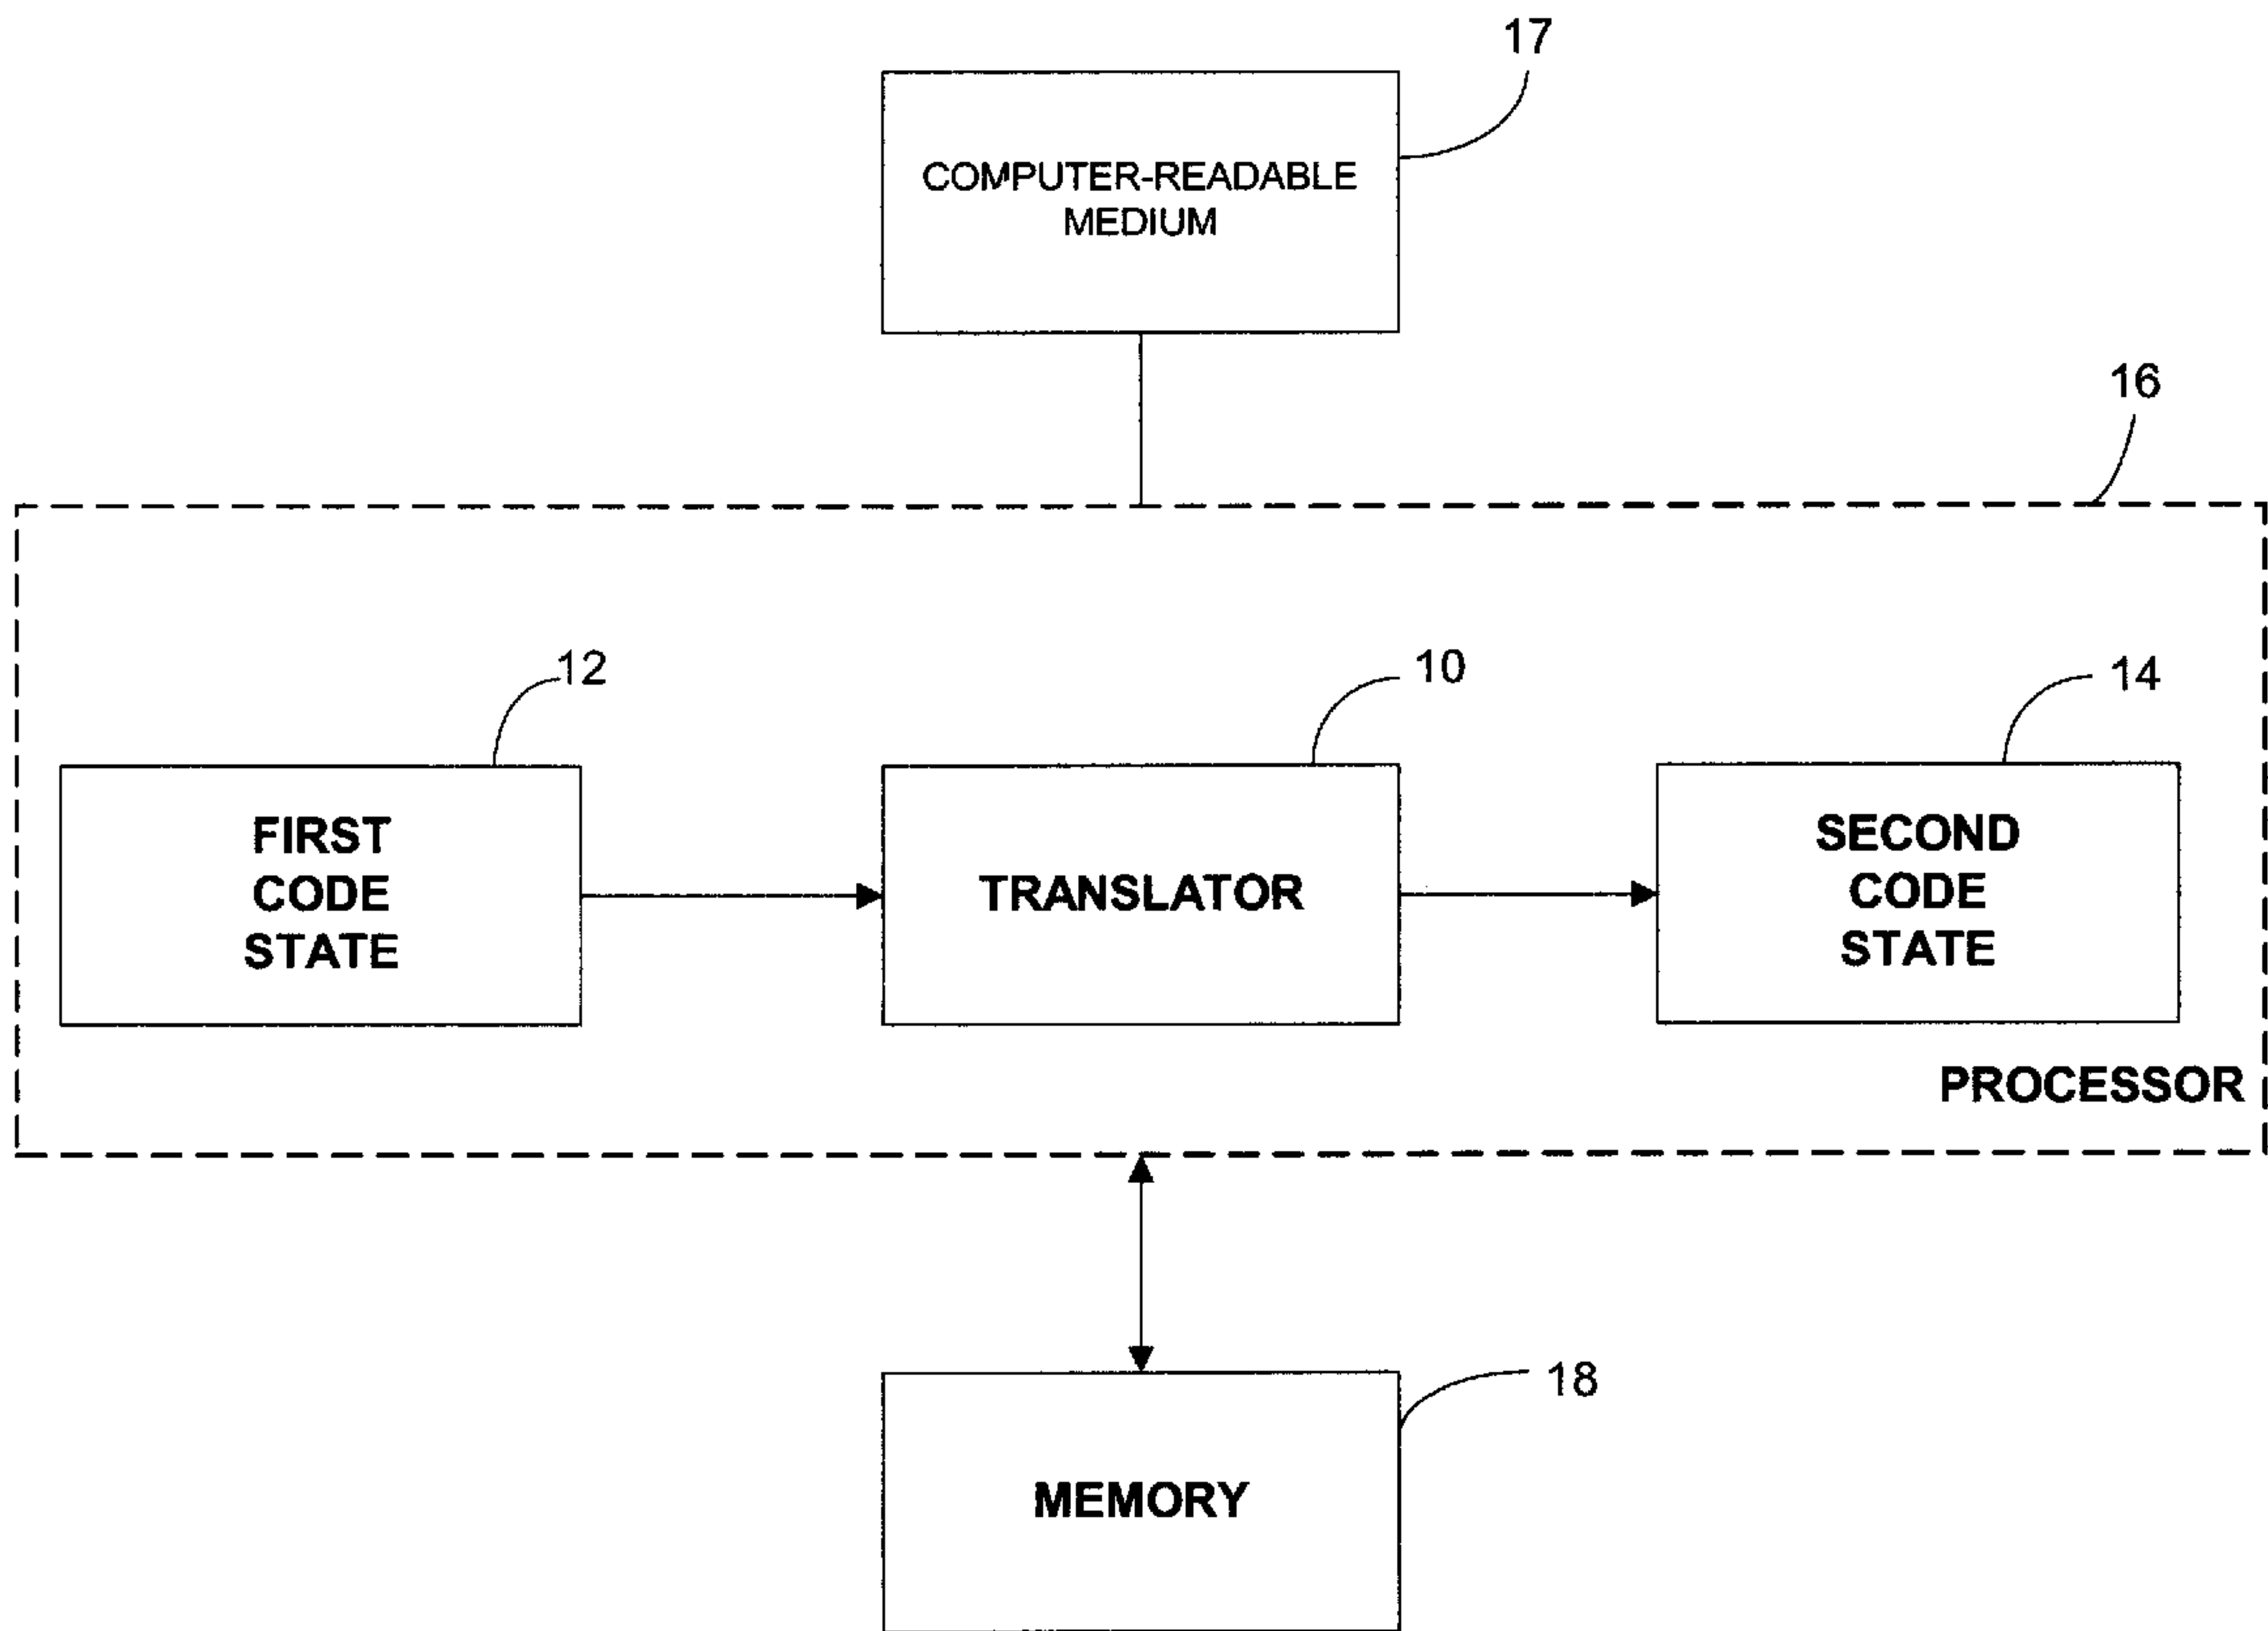 17
COMPUTER-READABLE
MEDIUM
16
12
10
14
FIRST
CODE
STATE
TRANSLATOR
SECOND
CODE
STATE
PROCESSOR
18
MEMORY